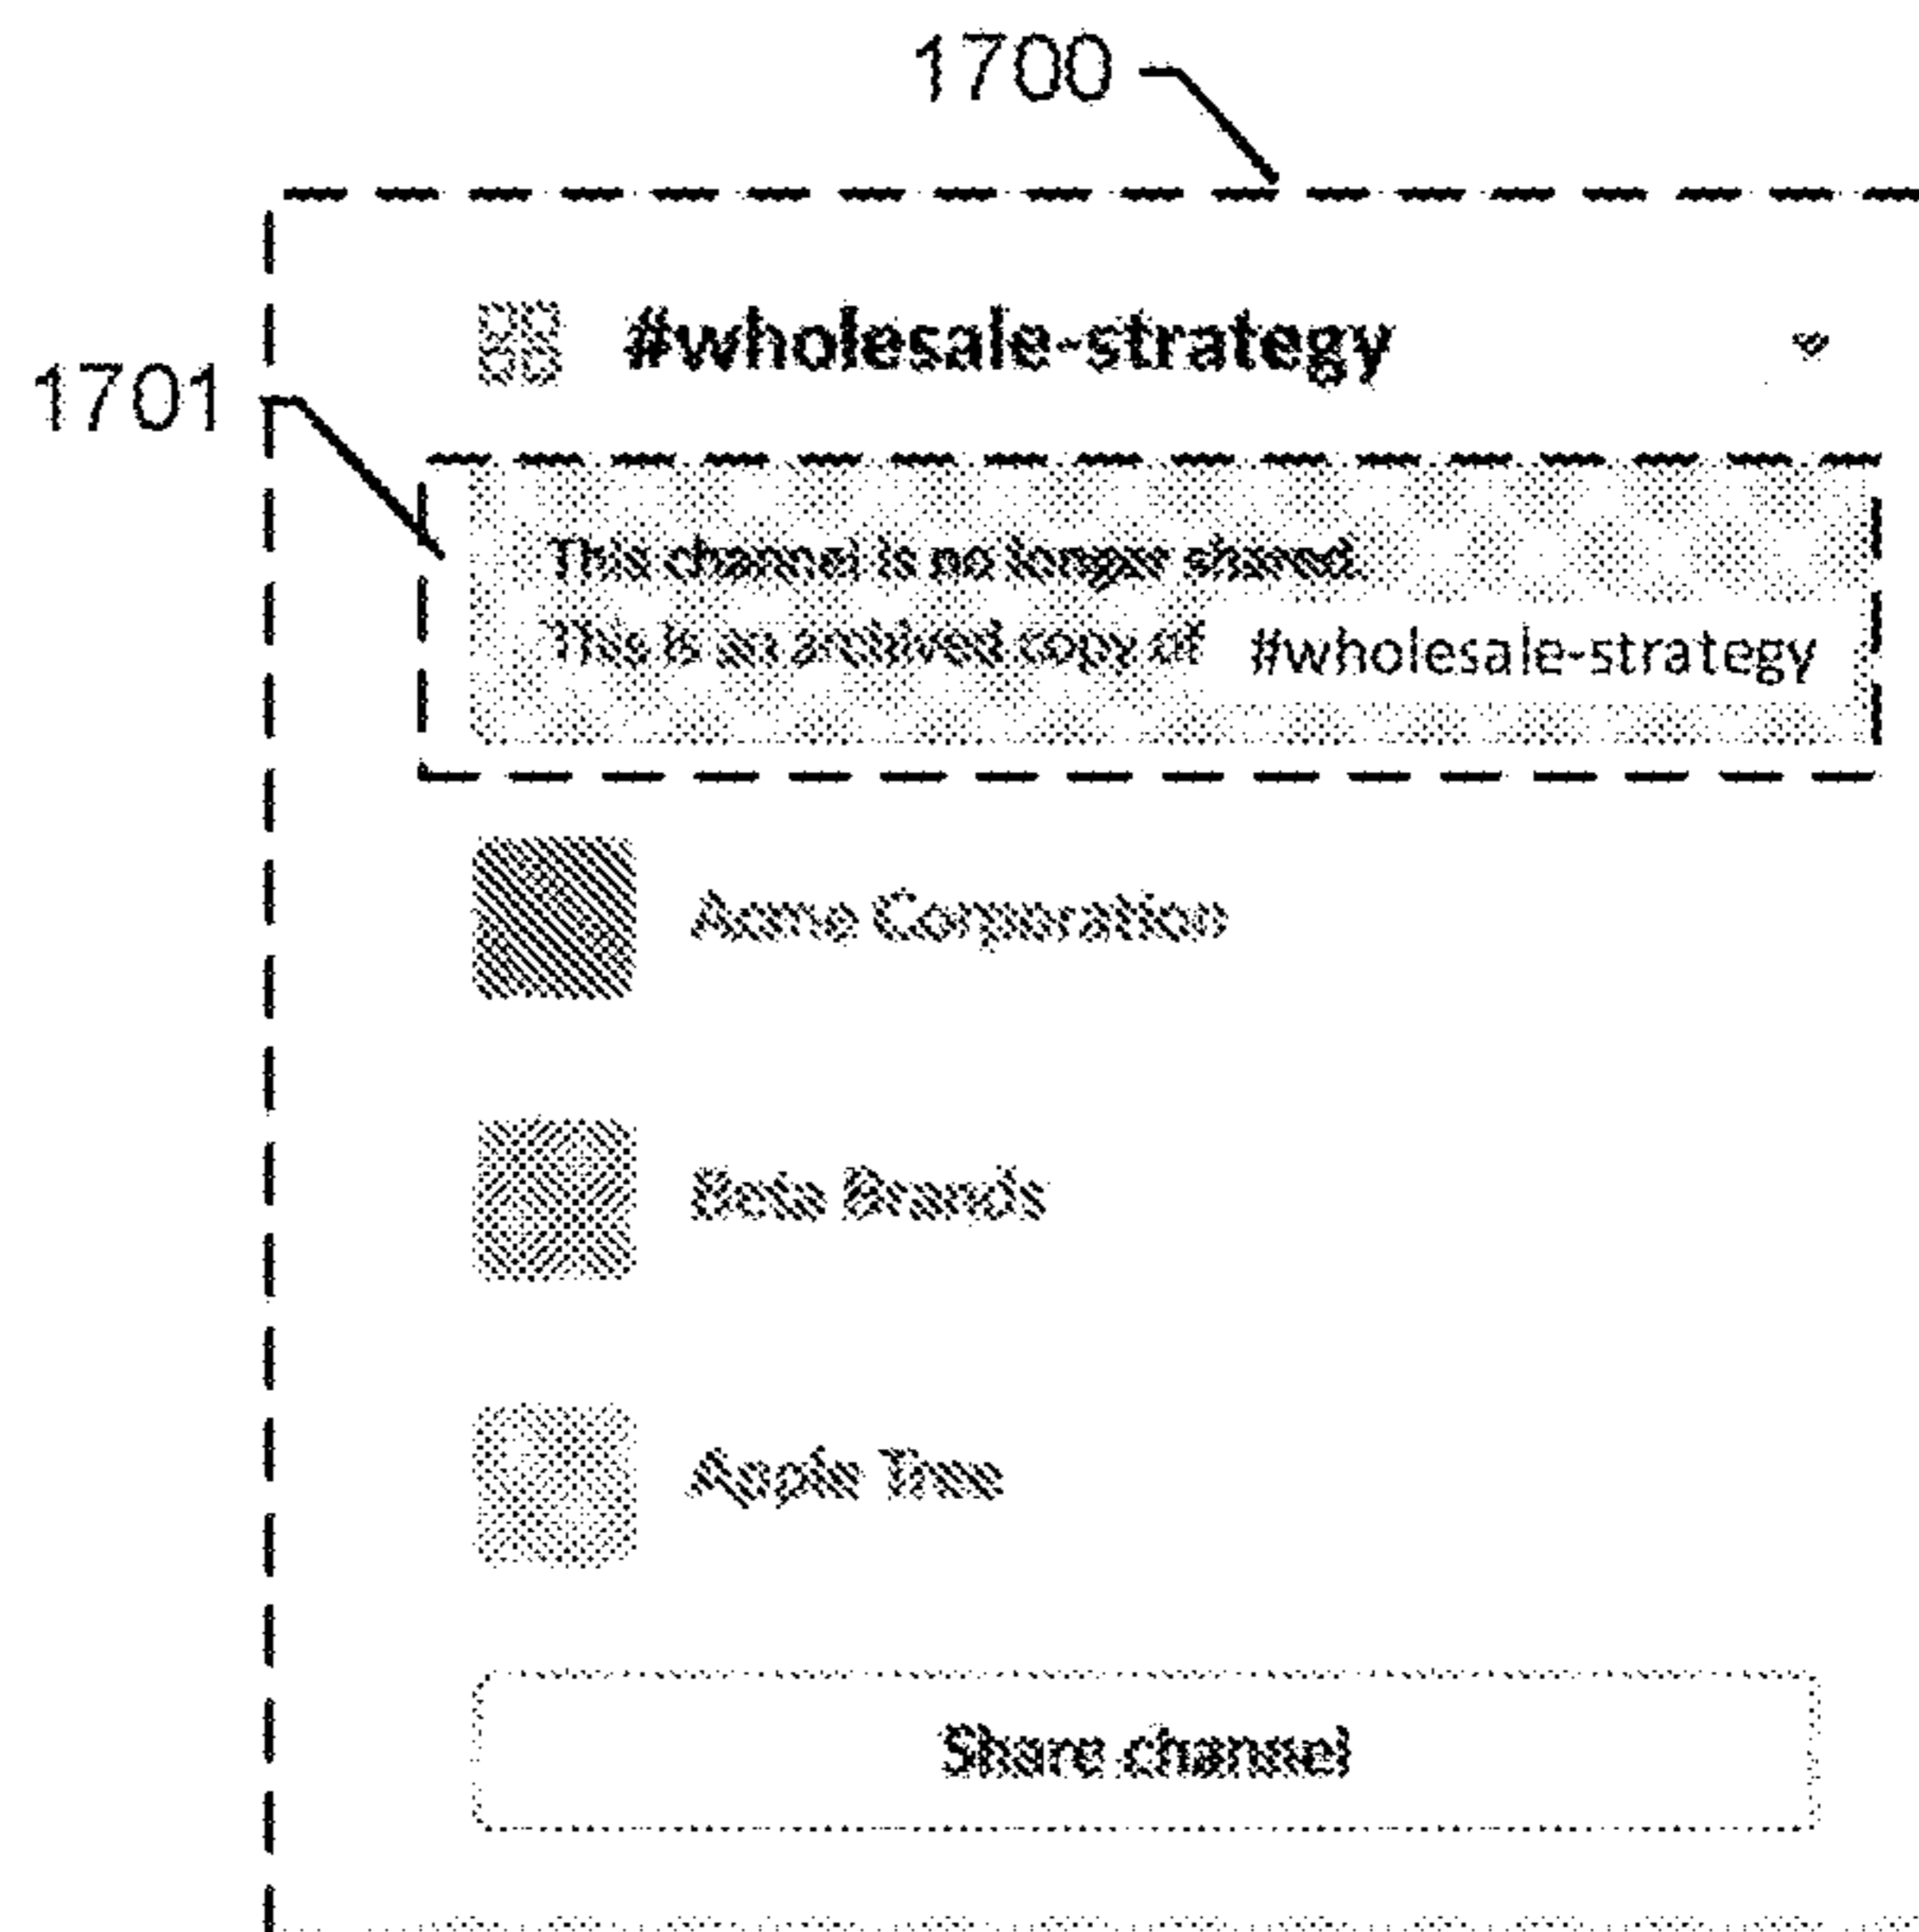 1700
#wholesale-strategy
1701
This channel is no longer shared.
This is an archived copy of #wholesale-strategy
Acme Corporation
Beta Brands
Apple Tree
Share channel